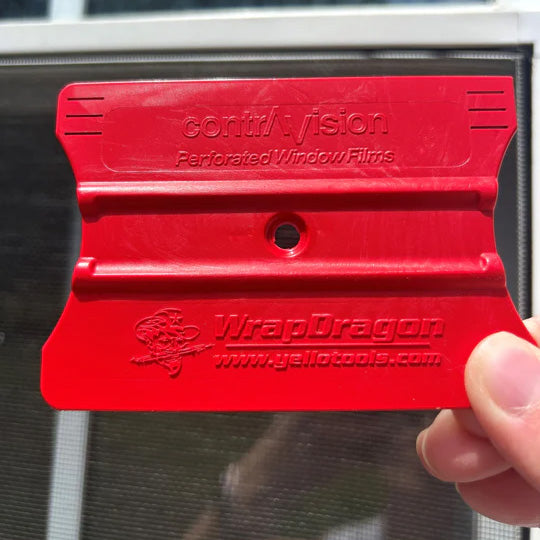 contraVision
Perforated Window Films
WrapDragon
www.yellotools.com